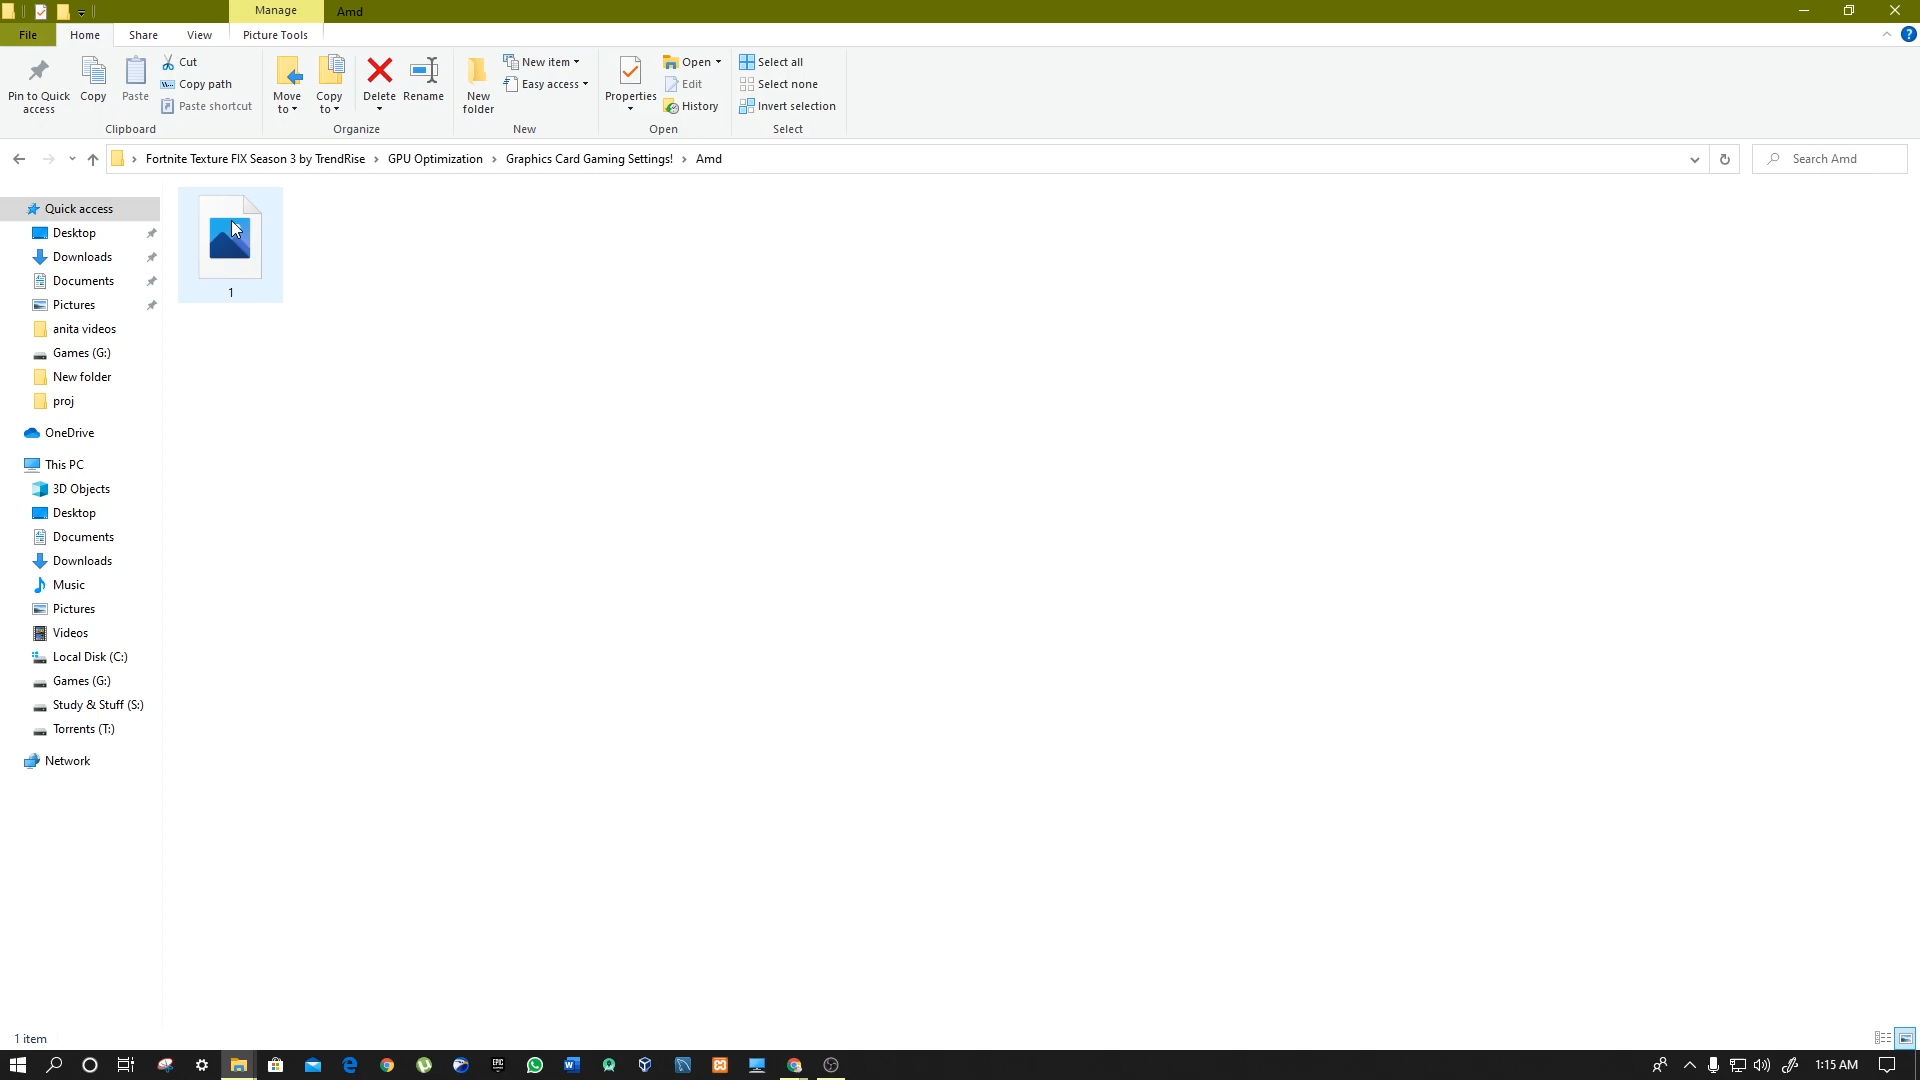 Manage
Amd
File
Home
Share
View
Picture Tools
Pin to Quick
access
Copy
Paste
Cut
Copy path
Paste shortcut
Clipboard
Move
to
Copy
to
Delete
Rename
Organize
New
folder
New item
Easy access
New
Properties
Open
Edit
History
Open
Select all
Select none
Invert selection
Select
Fortnite Texture FIX Season 3 by TrendRise
GPU Optimization
Graphics Card Gaming Settings!
Amd
Search Amd
Quick access
Desktop
Downloads
Documents
Pictures
anita videos
Games (G:)
New folder
proj
OneDrive
This PC
3D Objects
Desktop
Documents
Downloads
Music
Pictures
Videos
Local Disk (C:)
Games (G:)
Study & Stuff (S:)
Torrents (T:)
Network
1
1 item
EPIC
1:15 AM